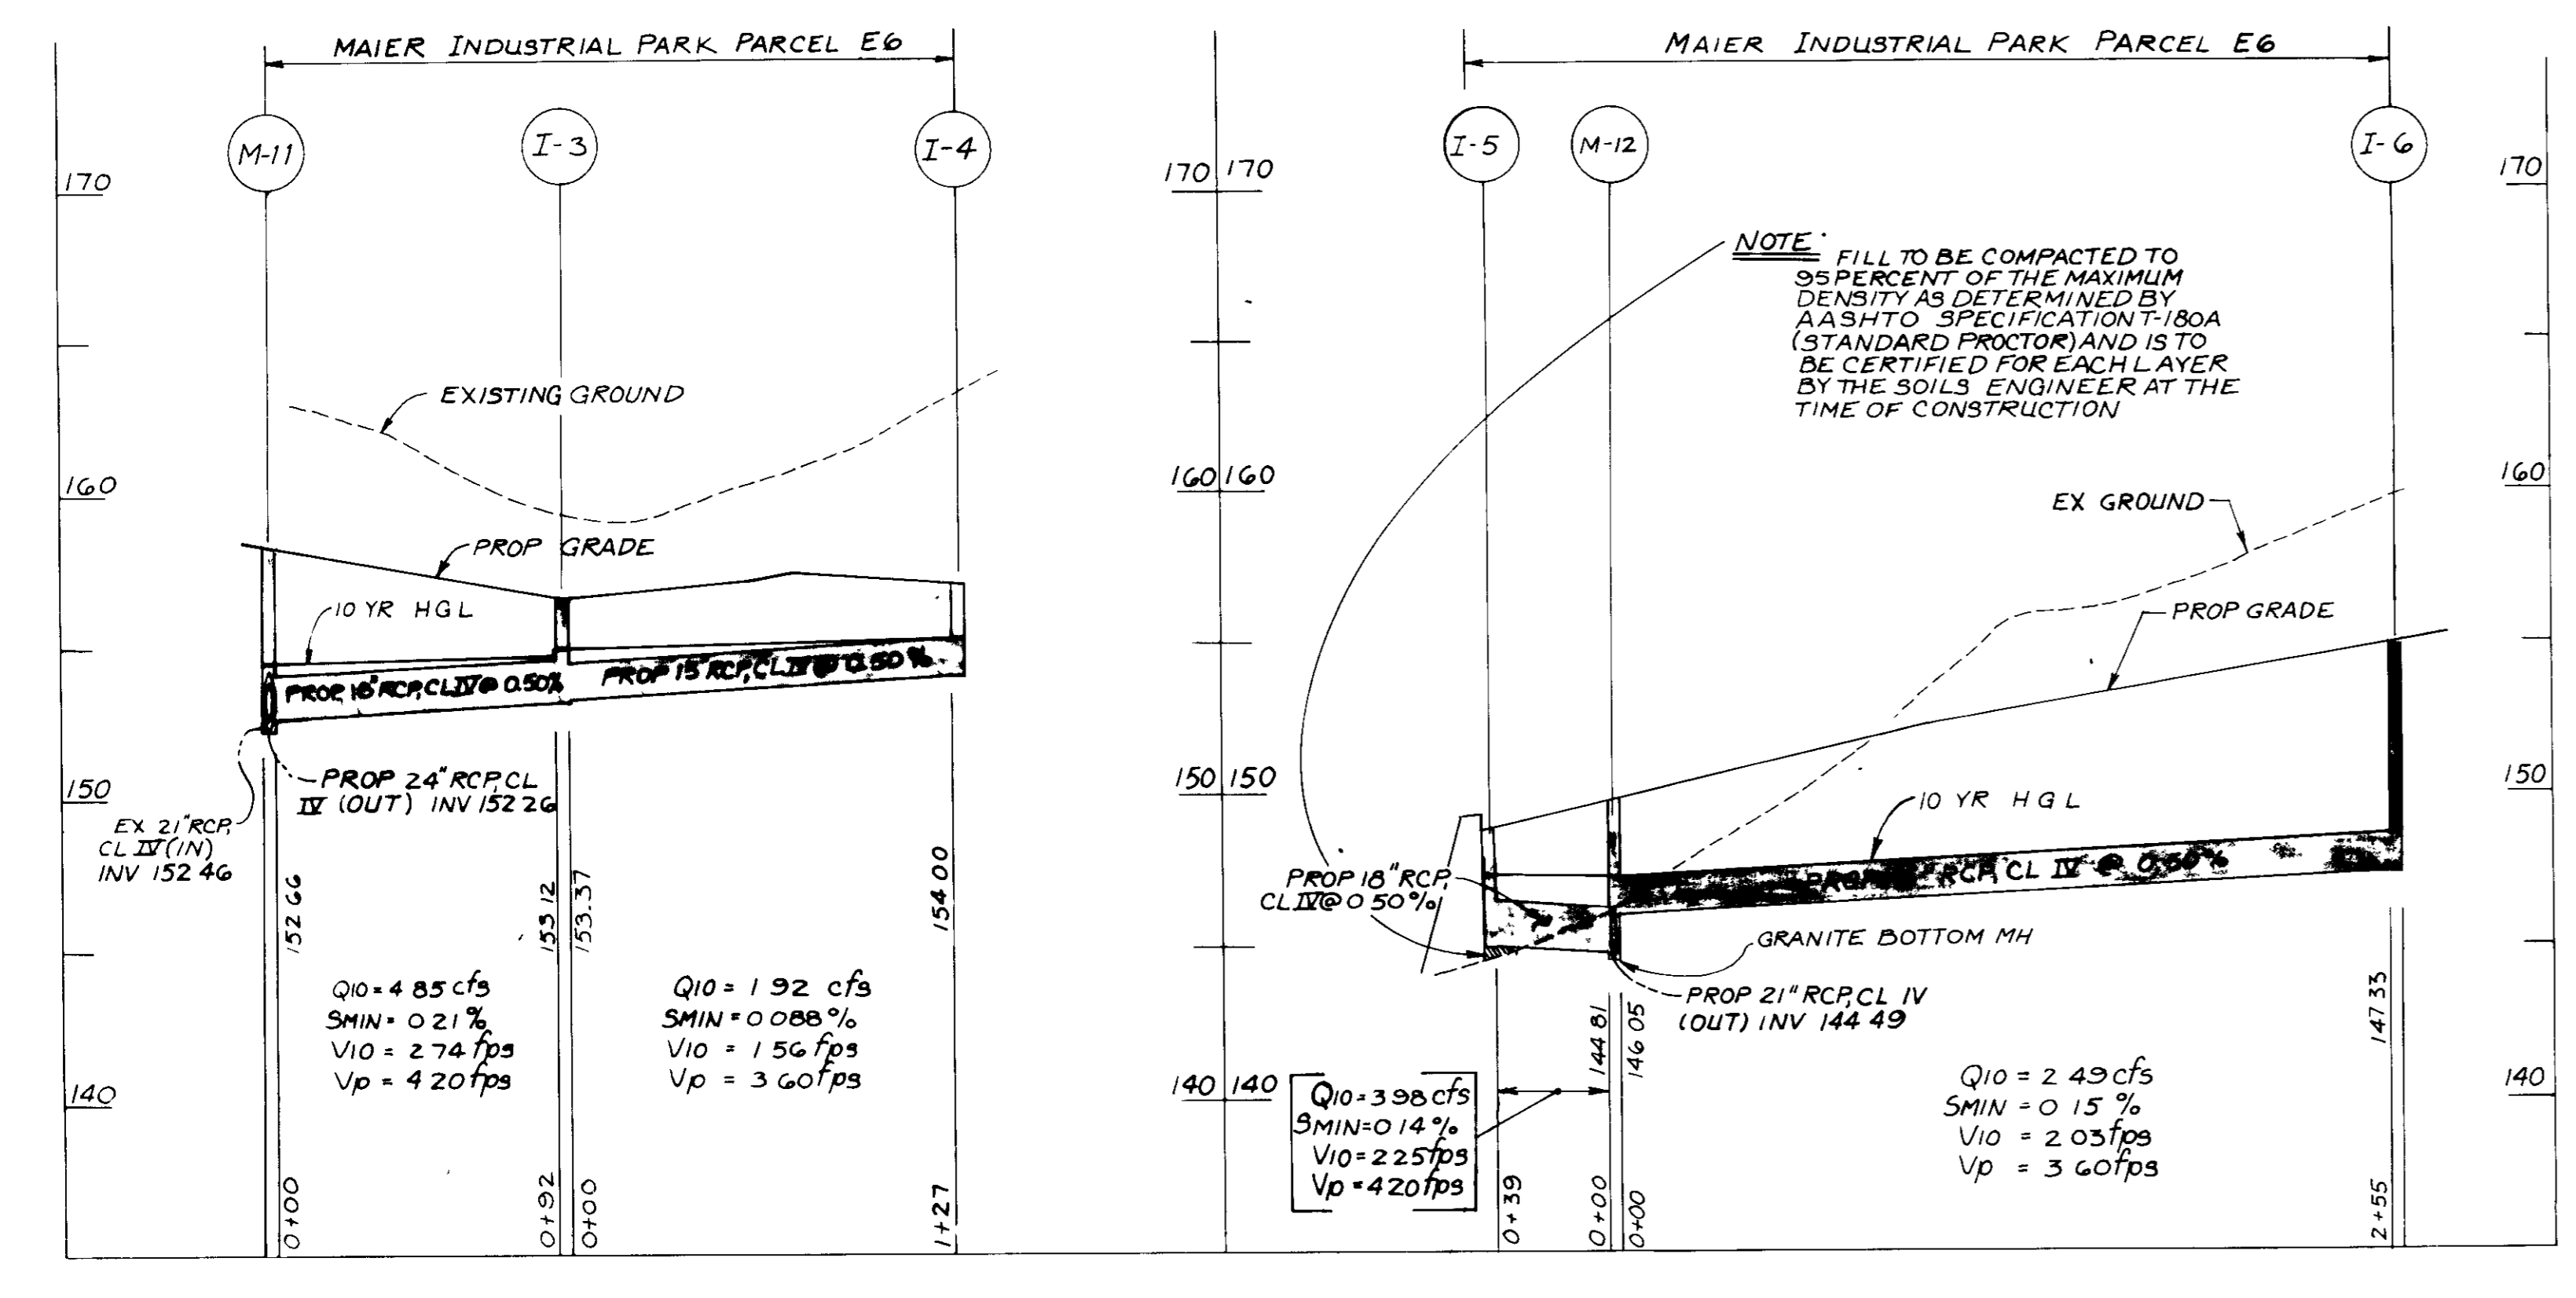 MAIER INDUSTRIAL PARK PARCEL E6
M-11
I-3
I-4
170
160
150
140
EXISTING GROUND
PROP GRADE
10 YR HGL
PROP 18" RCP, CL IV @ 0.50%
PROP 15" RCP, CL IV @ 0.50%
PROP 24" RCP, CL
IV (OUT) INV 152 26
EX 21" RCP,
CL IV (IN)
INV 152 46
152 66
153 12
153.37
154 00
Q10 = 4 85 cfs
SMIN = 0 21 %
V10 = 2 74 fps
Vp = 4 20 fps
Q10 = 1 92 cfs
SMIN = 0 088 %
V10 = 1 56 fps
Vp = 3 60 fps
0+00
0+92
0+00
1+27
MAIER INDUSTRIAL PARK PARCEL E6
I-5
M-12
I-6
170 170
160 160
150 150
140 140
170
160
150
140
NOTE:
FILL TO BE COMPACTED TO
95 PERCENT OF THE MAXIMUM
DENSITY AS DETERMINED BY
AASHTO SPECIFICATION T-180A
(STANDARD PROCTOR) AND IS TO
BE CERTIFIED FOR EACH LAYER
BY THE SOILS ENGINEER AT THE
TIME OF CONSTRUCTION
EX GROUND
PROP GRADE
10 YR HGL
PROP 18" RCP,
CL IV @ 0 50%
RCP, CL IV @ 0.50%
GRANITE BOTTOM MH
PROP 21" RCP, CL IV
(OUT) INV 144 49
144 81
146 05
147 33
Q10 = 3 98 cfs
SMIN = 0 14 %
V10 = 2 25 fps
Vp = 4 20 fps
Q10 = 2 49 cfs
SMIN = 0 15 %
V10 = 2 03 fps
Vp = 3 60 fps
0+39
0+00
0+00
2+55